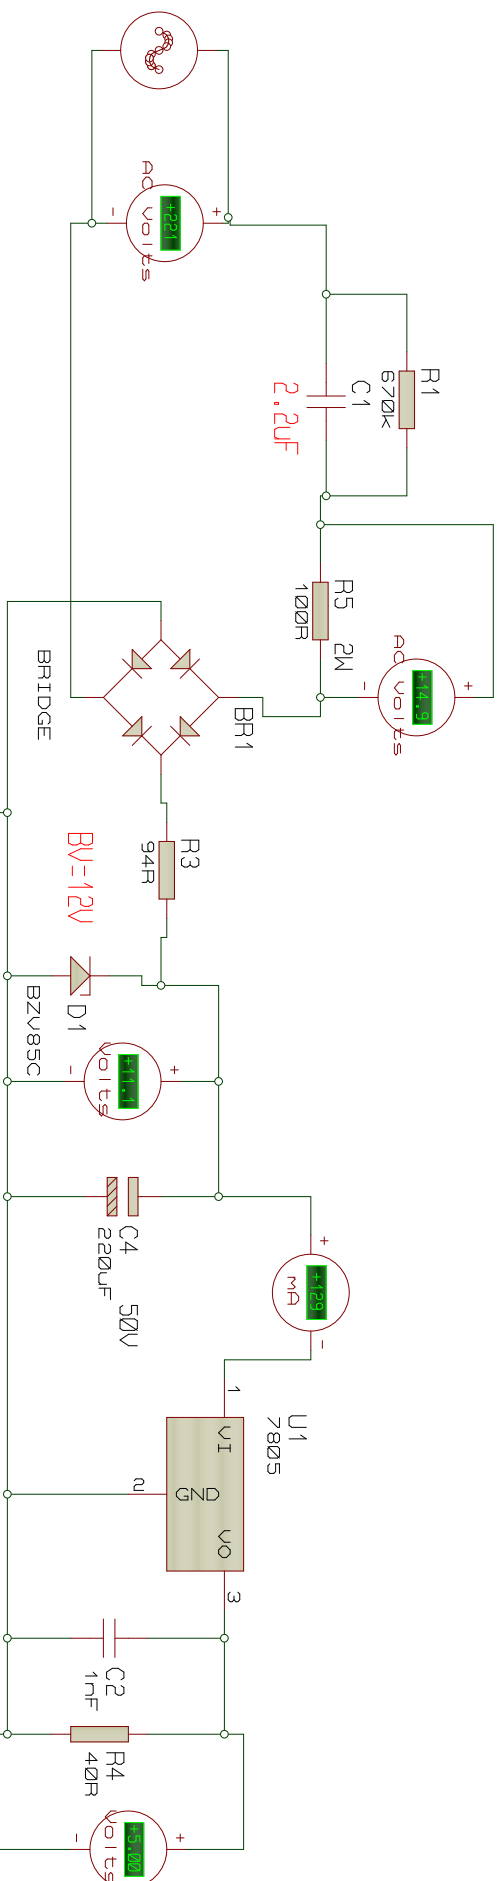 AC Volts
+221
+
-
R1
670k
C1
2.2uF
R5
100R
2W
AC Volts
+14.9
+
-
BR1
BRIDGE
R3
94R
BV=12V
D1
BZV85C
Volts
+11.1
+
-
C4
220uF
50V
+
+129
mA
-
U1
7805
1
VI
VO
3
2
GND
C2
1nF
R4
40R
Volts
+5.00
+
-